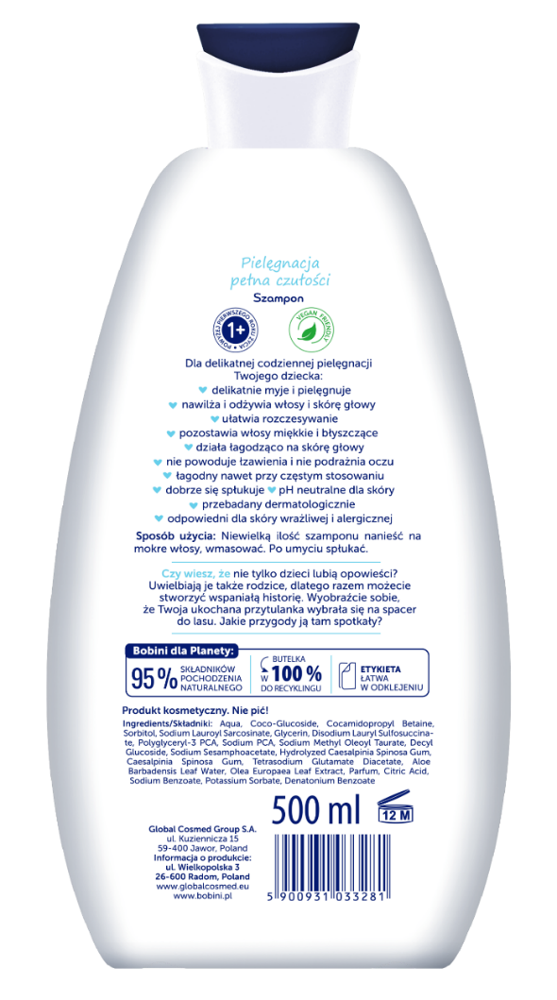 Pielęgnacja
pełna czułości
Szampon
POWYŻEJ PIERWSZEGO ROKU ŻYCIA
1+
VEGAN FRIENDLY
Dla delikatnej codziennej pielęgnacji
Twojego dziecka:
delikatnie myje i pielęgnuje
nawilża i odżywia włosy i skórę głowy
ułatwia rozczesywanie
pozostawia włosy miękkie i błyszczące
działa łagodząco na skórę głowy
nie powoduje łzawienia i nie podrażnia oczu
łagodny nawet przy częstym stosowaniu
dobrze się spłukuje pH neutralne dla skóry
przebadany dermatologicznie
odpowiedni dla skóry wrażliwej i alergicznej
Sposób użycia: Niewielką ilość szamponu nanieść na
mokre włosy, wmasować. Po umyciu spłukać.
Czy wiesz, że nie tylko dzieci lubią opowieści?
Uwielbiają je także rodzice, dlatego razem możecie
stworzyć wspaniałą historię. Wyobraźcie sobie,
że Twoja ukochana przytulanka wybrała się na spacer
do lasu. Jakie przygody ją tam spotkały?
Bobini dla Planety:
95% SKŁADNIKÓW
POCHODZENIA
NATURALNEGO
BUTELKA
W 100 %
DO RECYKLINGU
ETYKIETA
ŁATWA
W ODKLEJENIU
Produkt kosmetyczny. Nie pić!
Ingredients/Składniki: Aqua, Coco-Glucoside, Cocamidopropyl Betaine,
Sorbitol, Sodium Lauroyl Sarcosinate, Glycerin, Disodium Lauryl Sulfosuccina-
te, Polyglyceryl-3 PCA, Sodium PCA, Sodium Methyl Oleoyl Taurate, Decyl
Glucoside, Sodium Sesamphoacetate, Hydrolyzed Caesalpinia Spinosa Gum,
Caesalpinia Spinosa Gum, Tetrasodium Glutamate Diacetate, Aloe
Barbadensis Leaf Water, Olea Europaea Leaf Extract, Parfum, Citric Acid,
Sodium Benzoate, Potassium Sorbate, Denatonium Benzoate
500 ml
12 M
Global Cosmed Group S.A.
ul. Kuziennicza 15
59-400 Jawor, Poland
Informacja o produkcie:
ul. Wielkopolska 3
26-600 Radom, Poland
www.globalcosmed.eu
www.bobini.pl
5 900931 033281